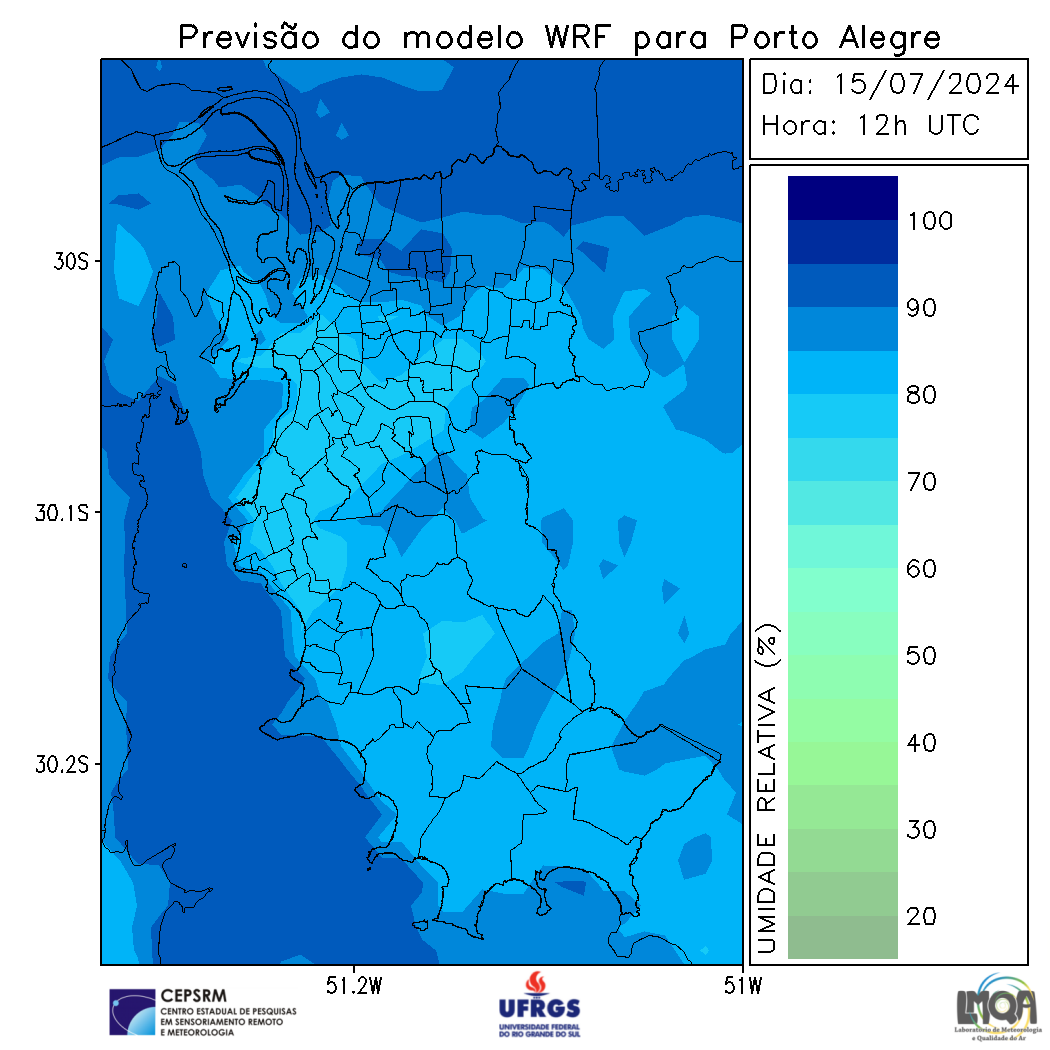 Previsão do modelo WRF para Porto Alegre
Dia: 15/07/2024
Hora: 12h UTC
30S
30.1S
30.2S
51.2W
51W
UMIDADE RELATIVA (%)
100
90
80
70
60
50
40
30
20
CEPSRM
CENTRO ESTADUAL DE PESQUISAS
EM SENSORIAMENTO REMOTO
E METEOROLOGIA
UFRGS
UNIVERSIDADE FEDERAL
DO RIO GRANDE DO SUL
LMQA
Laboratório de Meteorologia
e Qualidade do Ar